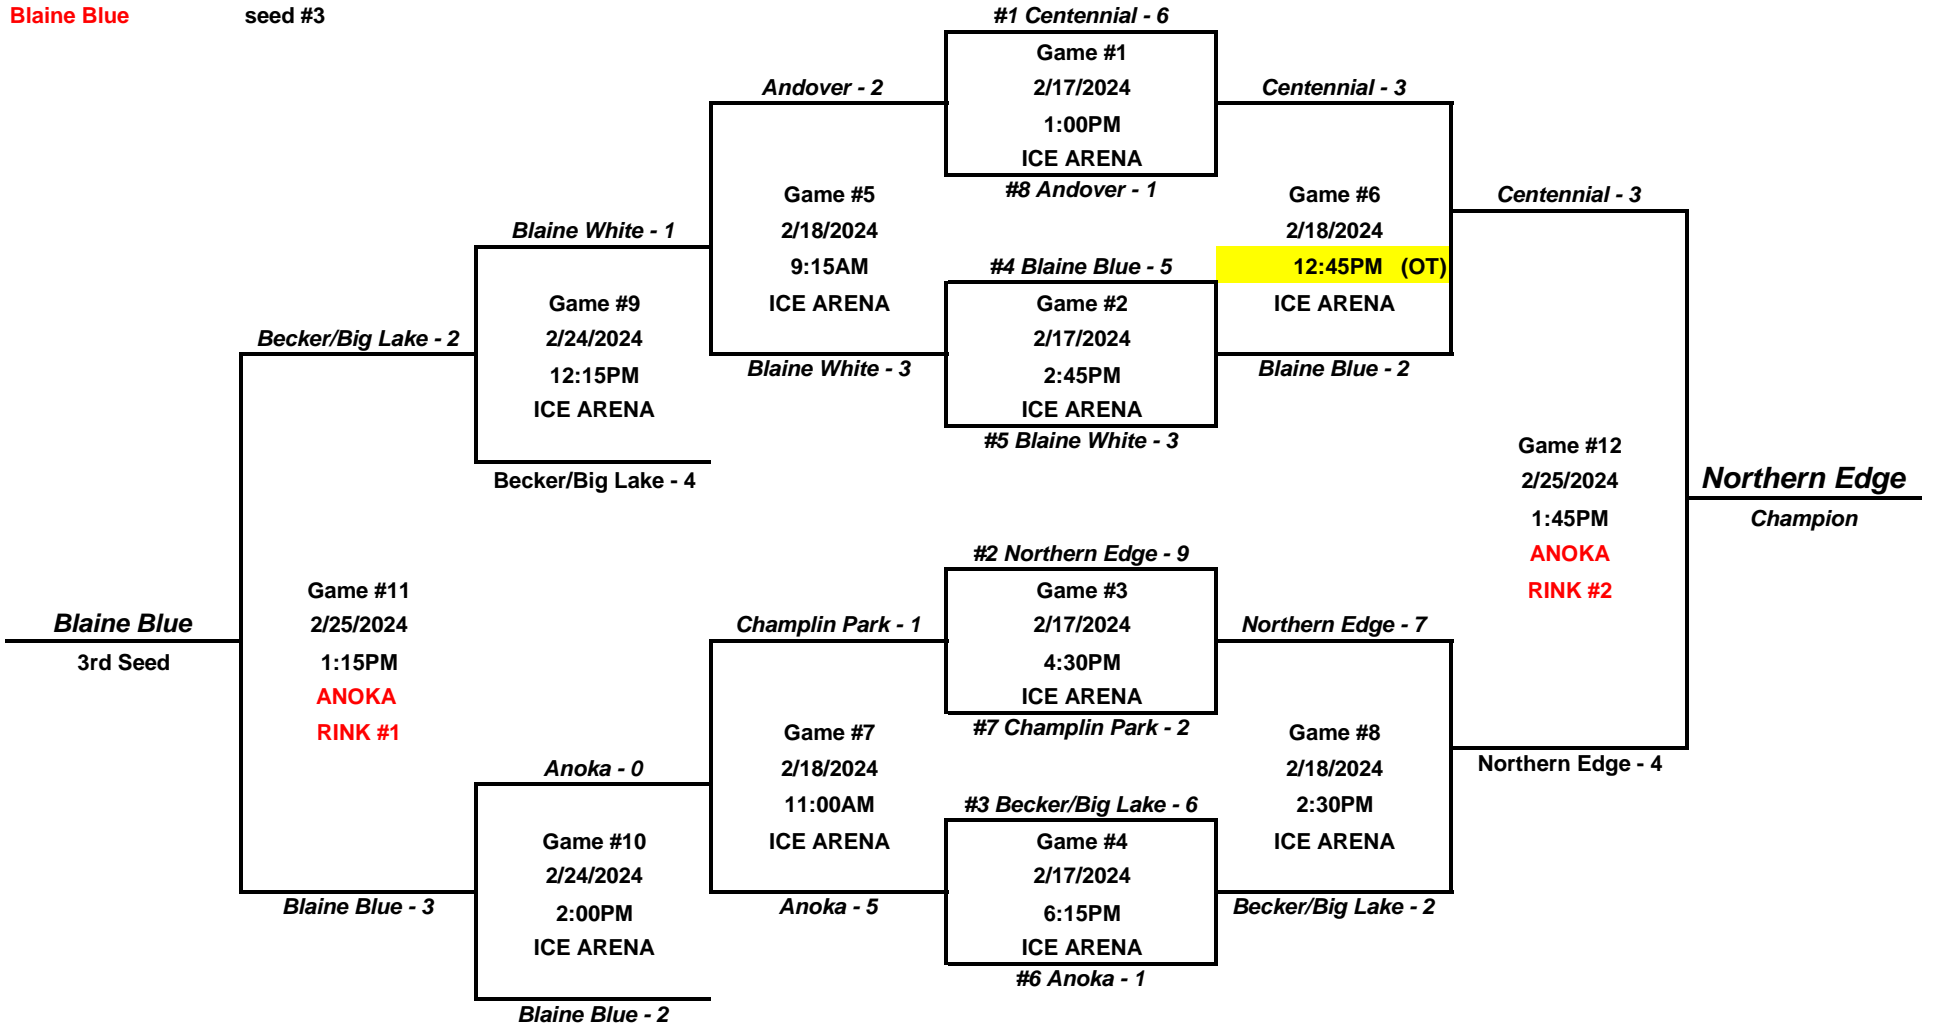 Blaine Blue seed #3 #1 Centennial - 6
Game #1
Andover - 2 2/17/2024 Centennial - 3
1:00PM
ICE ARENA
Game #5 #8 Andover - 1 Game #6 Centennial - 3
Blaine White - 1 2/18/2024 2/18/2024
9:15AM #4 Blaine Blue - 5 12:45PM (OT)
Game #9 ICE ARENA Game #2 ICE ARENA
Becker/Big Lake - 2 2/24/2024 2/17/2024
12:15PM Blaine White - 3 2:45PM Blaine Blue - 2
ICE ARENA ICE ARENA
#5 Blaine White - 3 Game #12
Becker/Big Lake - 4 2/25/2024 Northern Edge
1:45PM Champion
#2 Northern Edge - 9 ANOKA
Game #11 Game #3 RINK #2
Blaine Blue 2/25/2024 Champlin Park - 1 2/17/2024 Northern Edge - 7
3rd Seed 1:15PM 4:30PM
ANOKA ICE ARENA
RINK #1 Game #7 #7 Champlin Park - 2 Game #8
Anoka - 0 2/18/2024 2/18/2024 Northern Edge - 4
11:00AM #3 Becker/Big Lake - 6 2:30PM
Game #10 ICE ARENA Game #4 ICE ARENA
2/24/2024 2/17/2024
Blaine Blue - 3 2:00PM Anoka - 5 6:15PM Becker/Big Lake - 2
ICE ARENA ICE ARENA
#6 Anoka - 1
Blaine Blue - 2